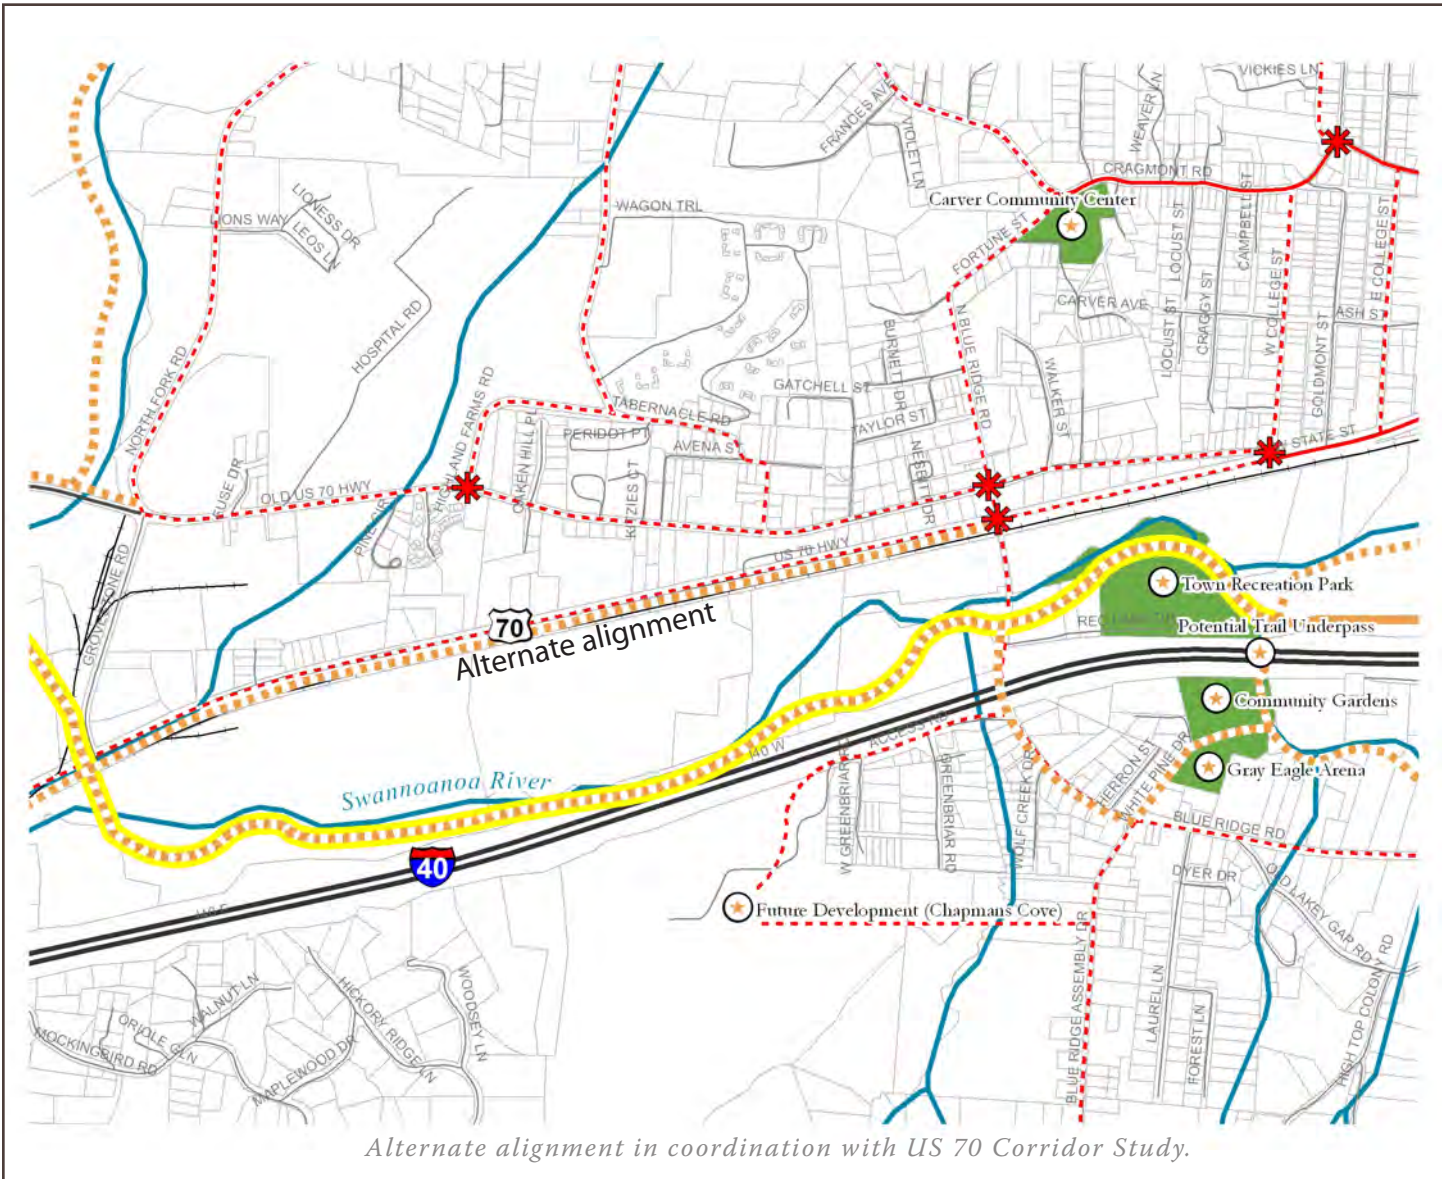 VICKIES LN
FRANCES AVE
VIOLET LN
WEAVER LN
CRAGMONT RD
Carver Community Center
LIONESS DR
LIONS WAY
LEOS LN
WAGON TRL
FORTUNE ST
LOCUST ST
CAMPBELL ST
E COLLEGE ST
HOSPITAL RD
CARVER AVE
CRAGGY ST
LOCUST ST
W COLLEGE ST
ASH ST
GOLDMONT ST
N BLUE RIDGE RD
BURNETT DR
WALKER ST
NORTH FORK RD
HIGHLAND FARMS RD
GATCHELL ST
TABERNACLE RD
TAYLOR ST
PERIDOT PT
AVENA ST
OAKEN HILL PL
KITZIES CT
NESBITT DR
STATE ST
OLD US 70 HWY
PINE CIR
US 70 HWY
GROVESTONE RD
70
Alternate alignment
Town Recreation Park
Potential Trail Underpass
Community Gardens
Gray Eagle Arena
I 40 W
ACCESS RD
Swannoanoa River
HERRON ST
WHITE PINE DR
W GREENBRIAR RD
GREENBRIAR RD
WOLF CREEK DR
BLUE RIDGE RD
40
DYER DR
OLD LAKEY GAP RD
Future Development (Chapmans Cove)
BLUE RIDGE ASSEMBLY DR
LAUREL LN
FOREST LN
HIGH TOP COLONY RD
WALNUT LN
ORIOLE GLN
MOCKINGBIRD RD
MAPLEWOOD DR
HICKORY RIDGE LN
WOODSEY LN
Alternate alignment in coordination with US 70 Corridor Study.